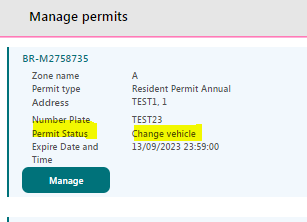 Manage permits
BR-M2758735
Zone name A
Permit type Resident Permit Annual
Address TEST1, 1
Number Plate TEST23
Permit Status Change vehicle
Expire Date and 13/09/2023 23:59:00
Time
Manage